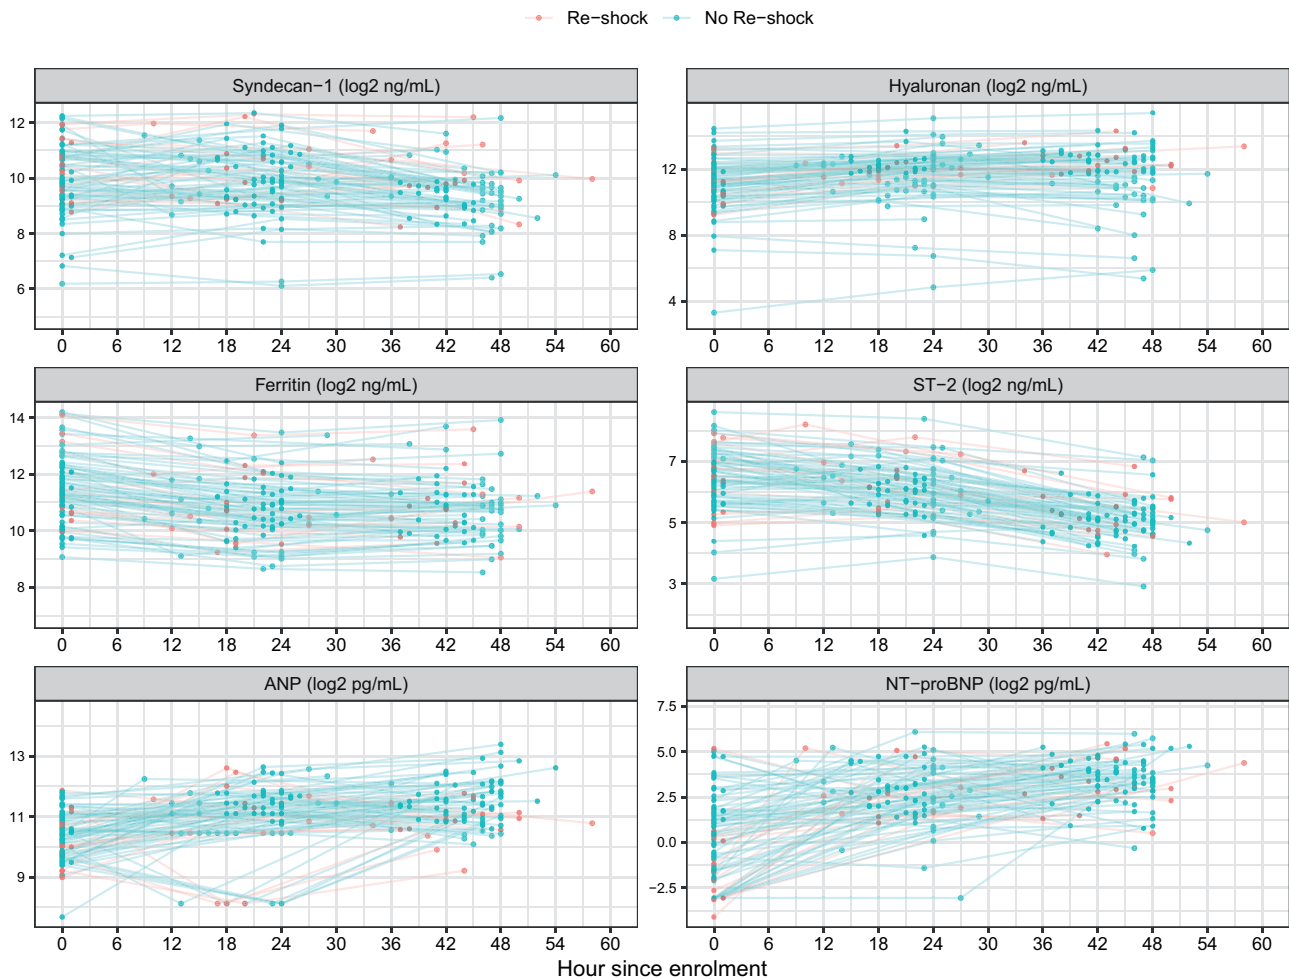 Re−shock No Re−shock
Syndecan−1 (log2 ng/mL) Hyaluronan (log2 ng/mL)
12
10
8
6
12
8
4
0 6 12 18 24 30 36 42 48 54 60 0 6 12 18 24 30 36 42 48 54 60
Ferritin (log2 ng/mL) ST−2 (log2 ng/mL)
14
12
10
8
7
5
3
0 6 12 18 24 30 36 42 48 54 60 0 6 12 18 24 30 36 42 48 54 60
ANP (log2 pg/mL) NT−proBNP (log2 pg/mL)
13
11
9
7.5
5.0
2.5
0.0
−2.5
0 6 12 18 24 30 36 42 48 54 60 0 6 12 18 24 30 36 42 48 54 60
Hour since enrolment